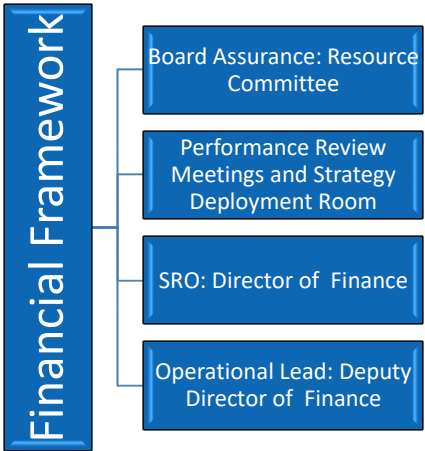 Financial Framework
Board Assurance: Resource
Committee
Performance Review
Meetings and Strategy
Deployment Room
SRO: Director of  Finance
Operational Lead: Deputy
Director of  Finance